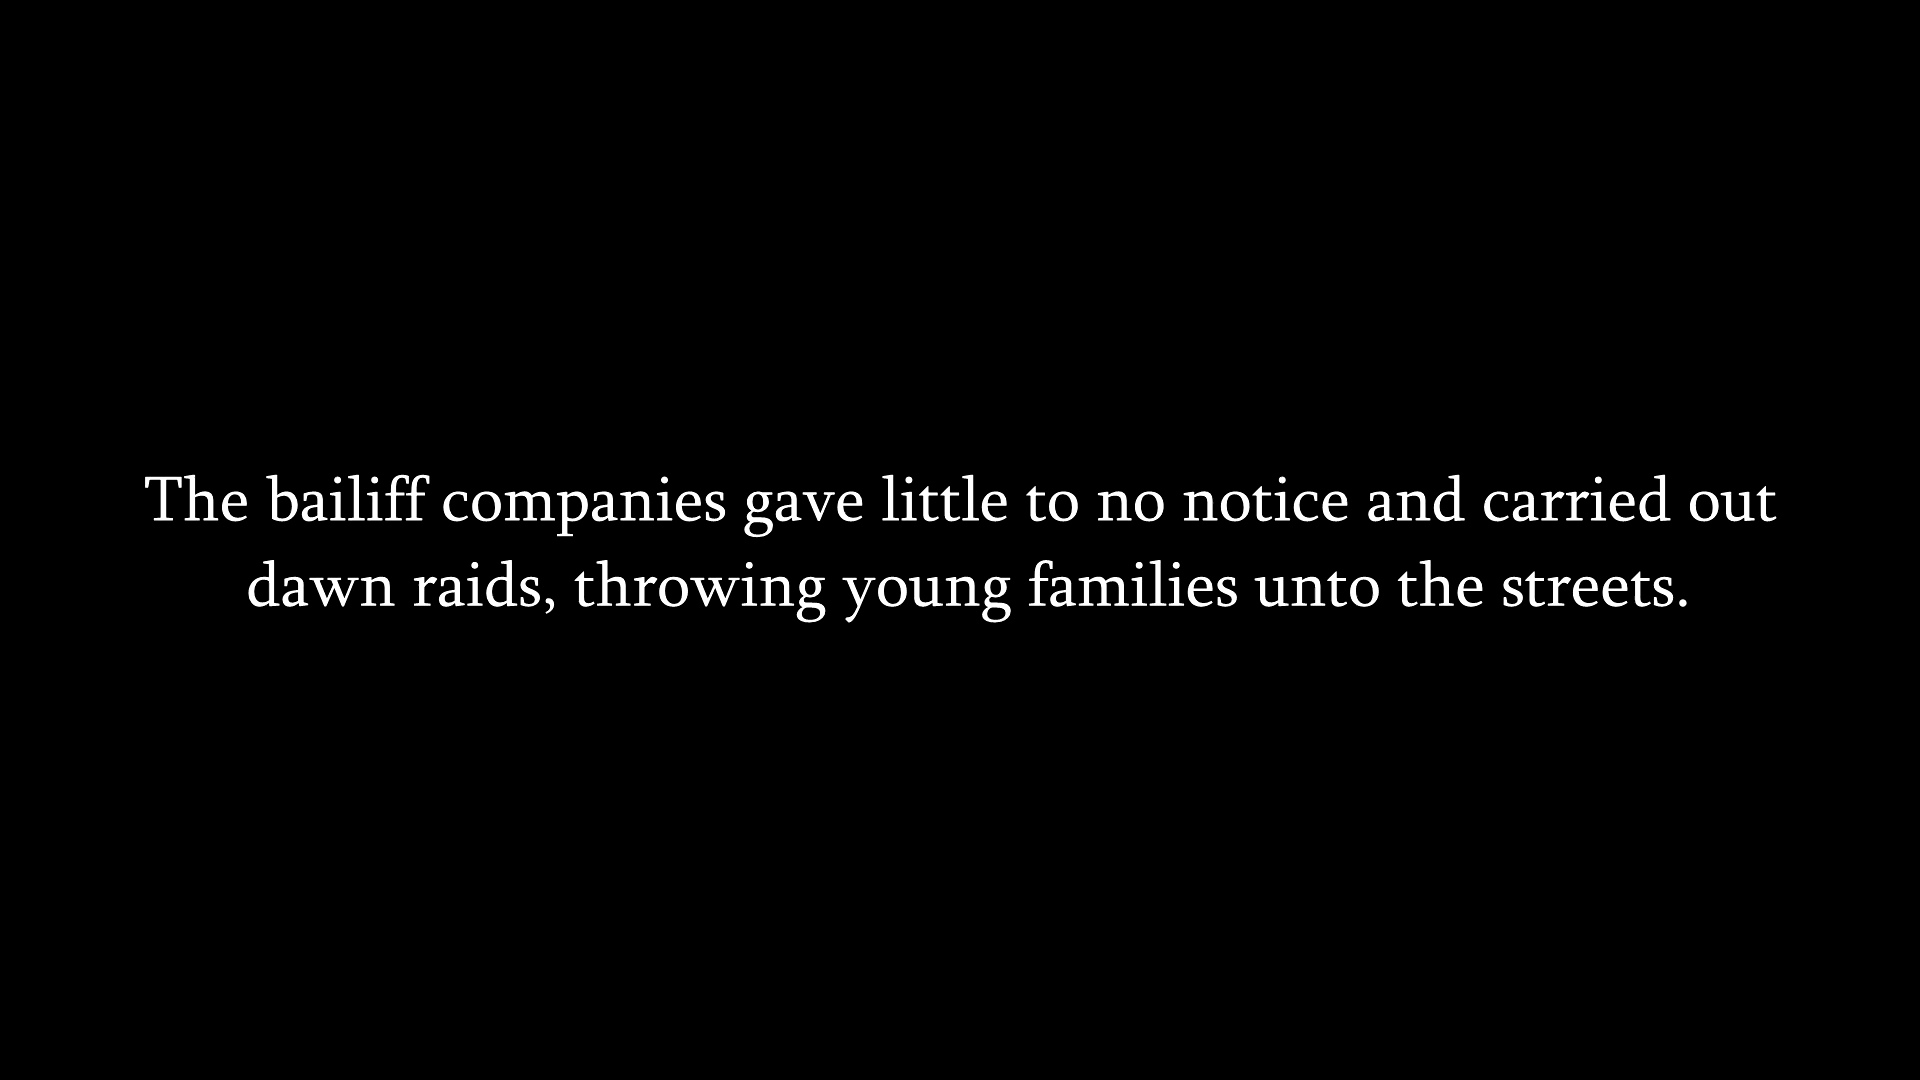 The bailiff companies gave little to no notice and carried out
dawn raids, throwing young families unto the streets.